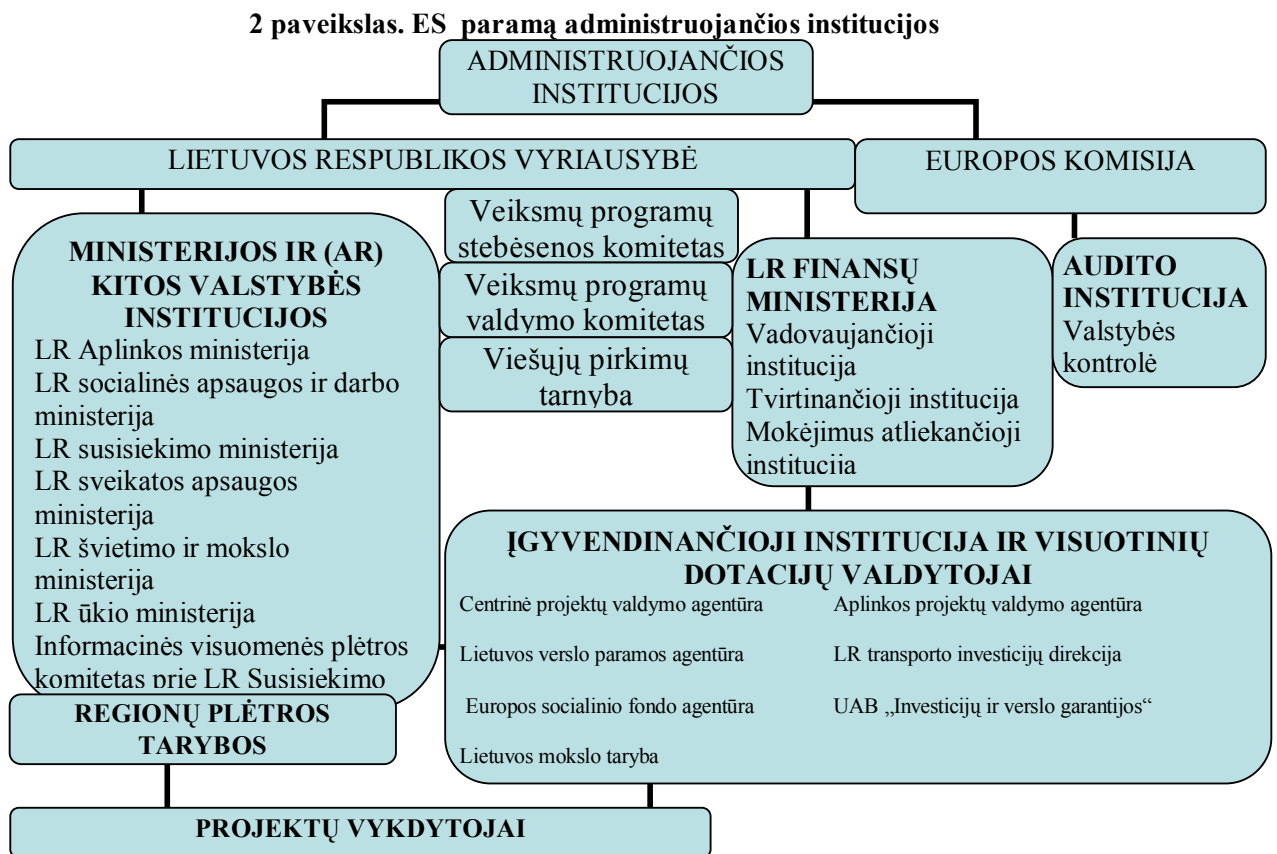 2 paveikslas. ES paramą administruojančios institucijos
ADMINISTRUOJANČIOS
INSTITUCIJOS
LIETUVOS RESPUBLIKOS VYRIAUSYBĖ
EUROPOS KOMISIJA
MINISTERIJOS IR (AR)
KITOS VALSTYBĖS
INSTITUCIJOS
LR Aplinkos ministerija
LR socialinės apsaugos ir darbo
ministerija
LR susisiekimo ministerija
LR sveikatos apsaugos
ministerija
LR švietimo ir mokslo
ministerija
LR ūkio ministerija
Informacinės visuomenės plėtros
komitetas prie LR Susisiekimo
Veiksmų programų
stebėsenos komitetas
Veiksmų programų
valdymo komitetas
Viešųjų pirkimų
tarnyba
LR FINANSŲ
MINISTERIJA
Vadovaujančioji
institucija
Tvirtinančioji institucija
Mokėjimus atliekančioji
institucija
AUDITO
INSTITUCIJA
Valstybės
kontrolė
ĮGYVENDINANČIOJI INSTITUCIJA IR VISUOTINIŲ
DOTACIJŲ VALDYTOJAI
Centrinė projektų valdymo agentūra
Aplinkos projektų valdymo agentūra
Lietuvos verslo paramos agentūra
LR transporto investicijų direkcija
Europos socialinio fondo agentūra
UAB „Investicijų ir verslo garantijos“
Lietuvos mokslo taryba
REGIONŲ PLĖTROS
TARYBOS
PROJEKTŲ VYKDYTOJAI